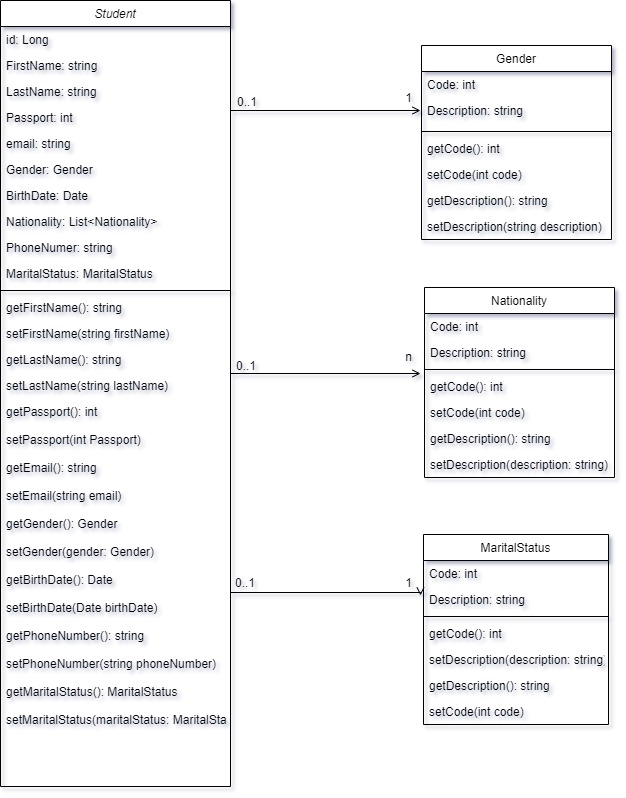 Student
id: Long
FirstName: string
LastName: string
Passport: int
email: string
Gender: Gender
BirthDate: Date
Nationality: List<Nationality>
PhoneNumer: string
MaritalStatus: MaritalStatus
getFirstName(): string
setFirstName(string firstName)
getLastName(): string
setLastName(string lastName)
getPassport(): int
setPassport(int Passport)
getEmail(): string
setEmail(string email)
getGender(): Gender
setGender(gender: Gender)
getBirthDate(): Date
setBirthDate(Date birthDate)
getPhoneNumber(): string
setPhoneNumber(string phoneNumber)
getMaritalStatus(): MaritalStatus
setMaritalStatus(maritalStatus: MaritalSta
0..1
1
Gender
Code: int
Description: string
getCode(): int
setCode(int code)
getDescription(): string
setDescription(string description)
0..1
n
Nationality
Code: int
Description: string
getCode(): int
setCode(int code)
getDescription(): string
setDescription(description: string)
0..1
1
MaritalStatus
Code: int
Description: string
getCode(): int
setDescription(description: string
getDescription(): string
setCode(int code)